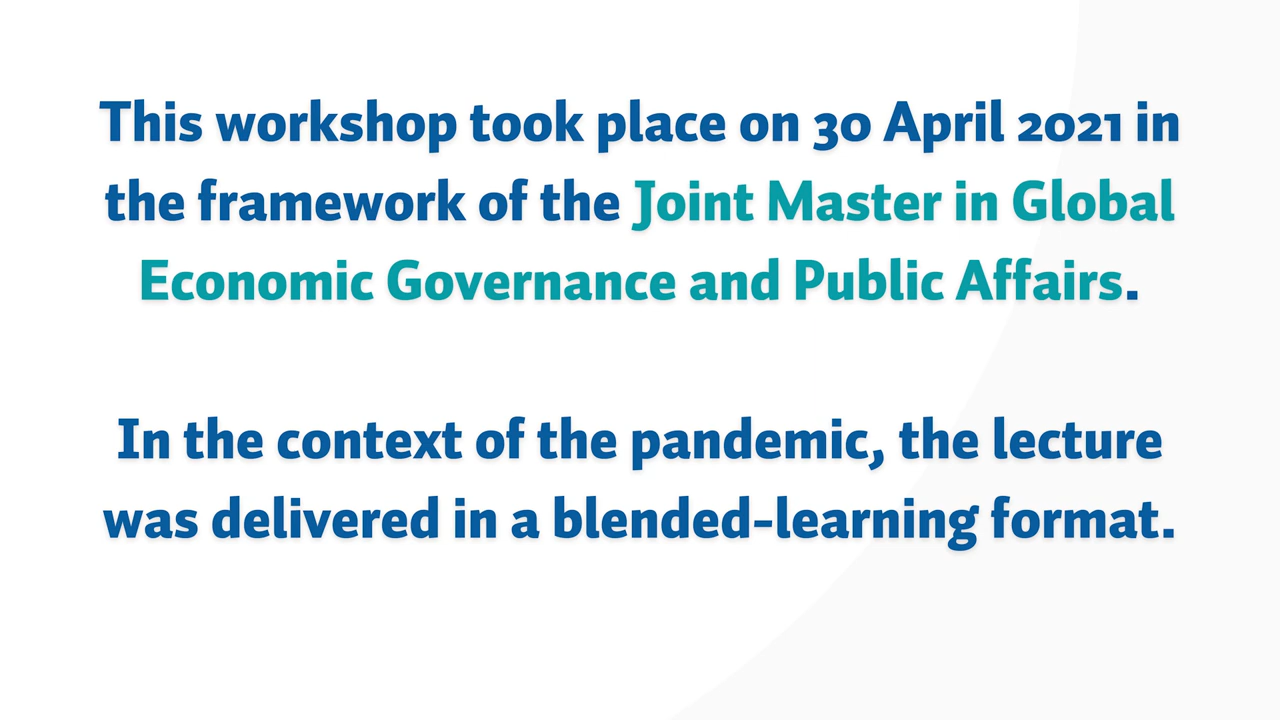 This workshop took place on 30 April 2021 in
the framework of the Joint Master in Global
Economic Governance and Public Affairs.
In the context of the pandemic, the lecture
was delivered in a blended-learning format.